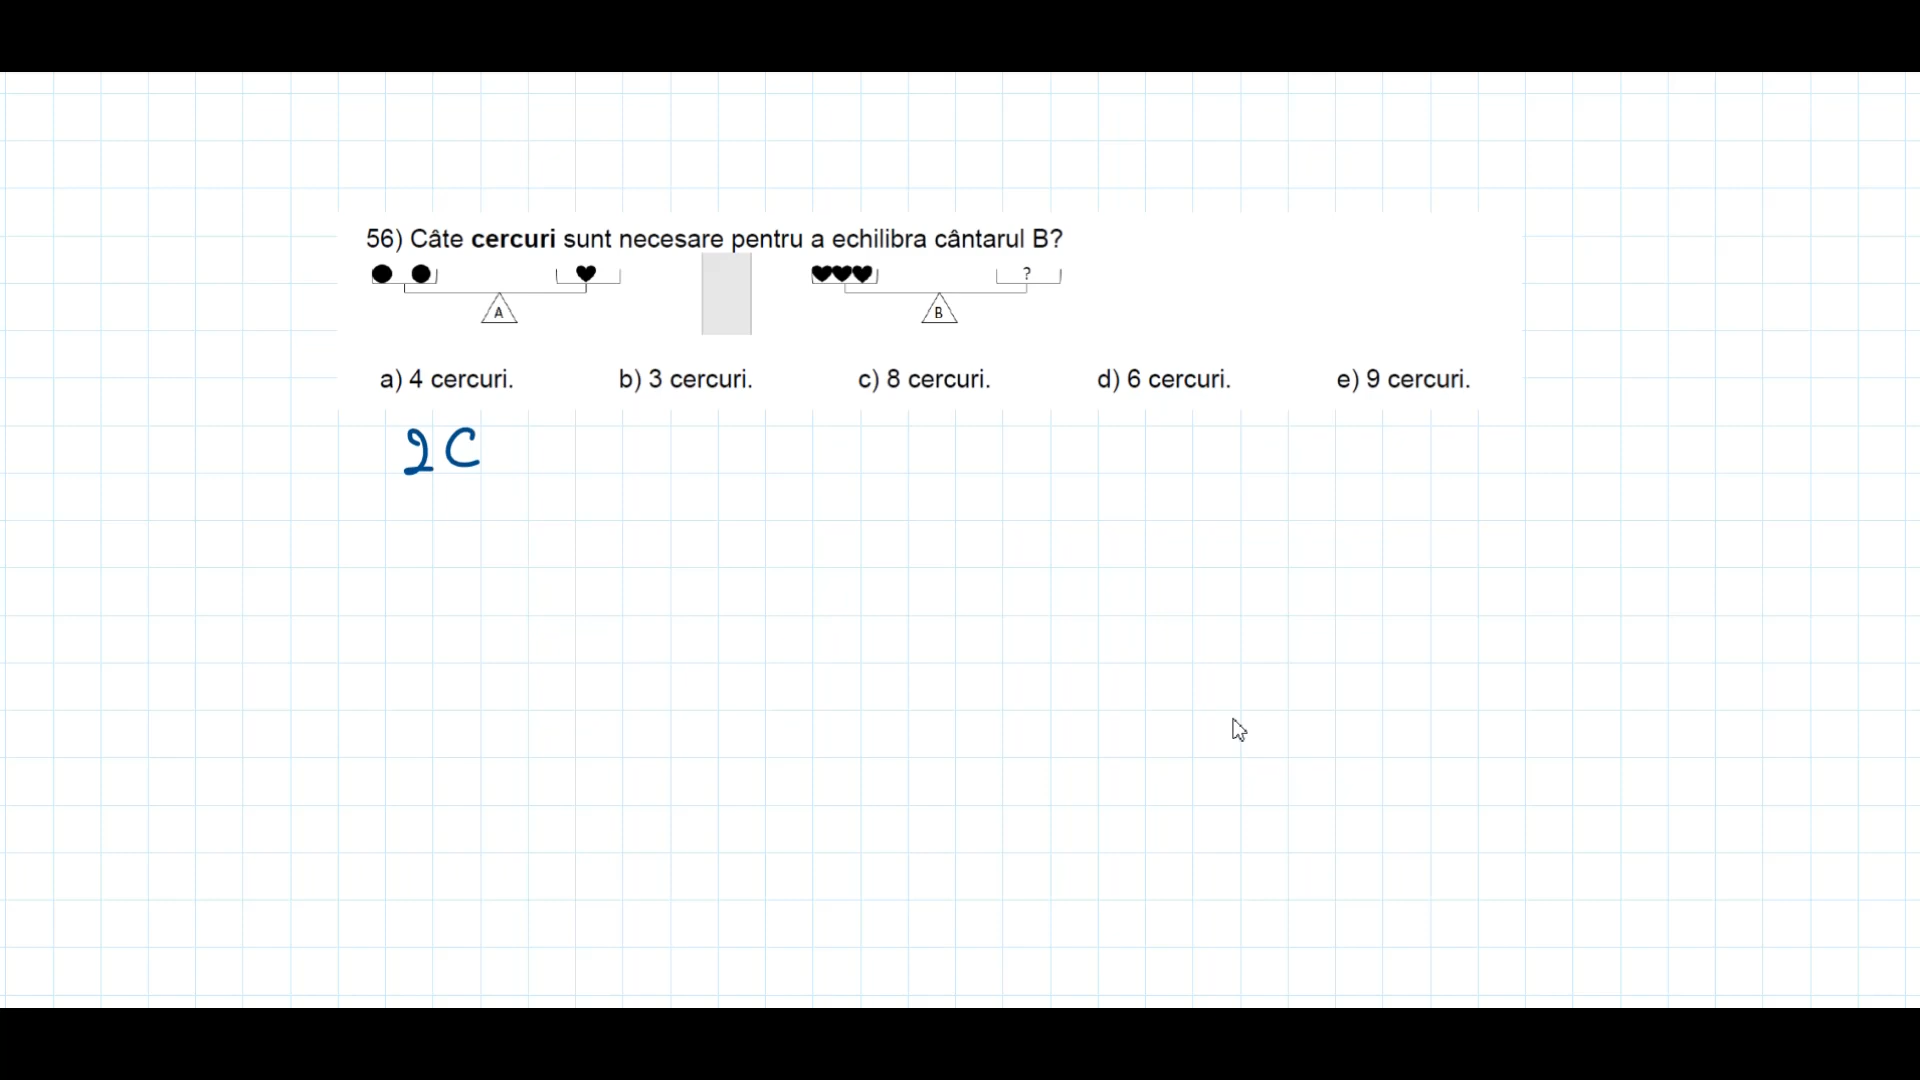 56) Câte cercuri sunt necesare pentru a echilibra cântarul B?
?
A
B
a) 4 cercuri. b) 3 cercuri. c) 8 cercuri. d) 6 cercuri. e) 9 cercuri.
2C